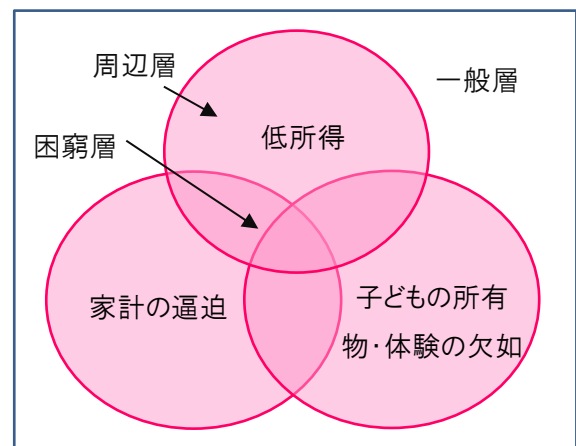 周辺層
一般層
低所得
困窮層
家計の逼迫
子どもの所有
物・体験の欠如